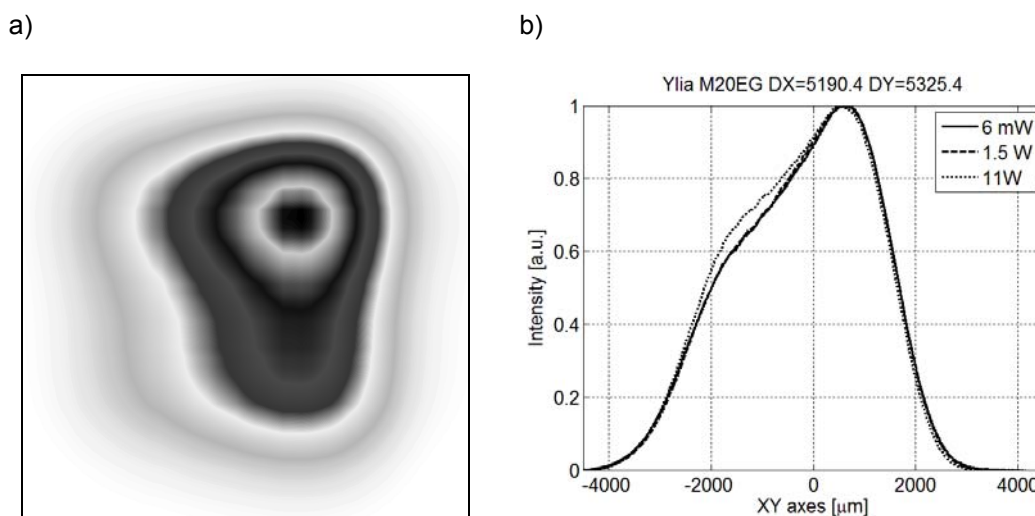 a)
b)
Ylia M20EG DX=5190.4 DY=5325.4
1
0.8
0.6
0.4
0.2
0
Intensity [a.u.]
6 mW
1.5 W
11W
-4000 -2000 0 2000 4000
XY axes [μm]